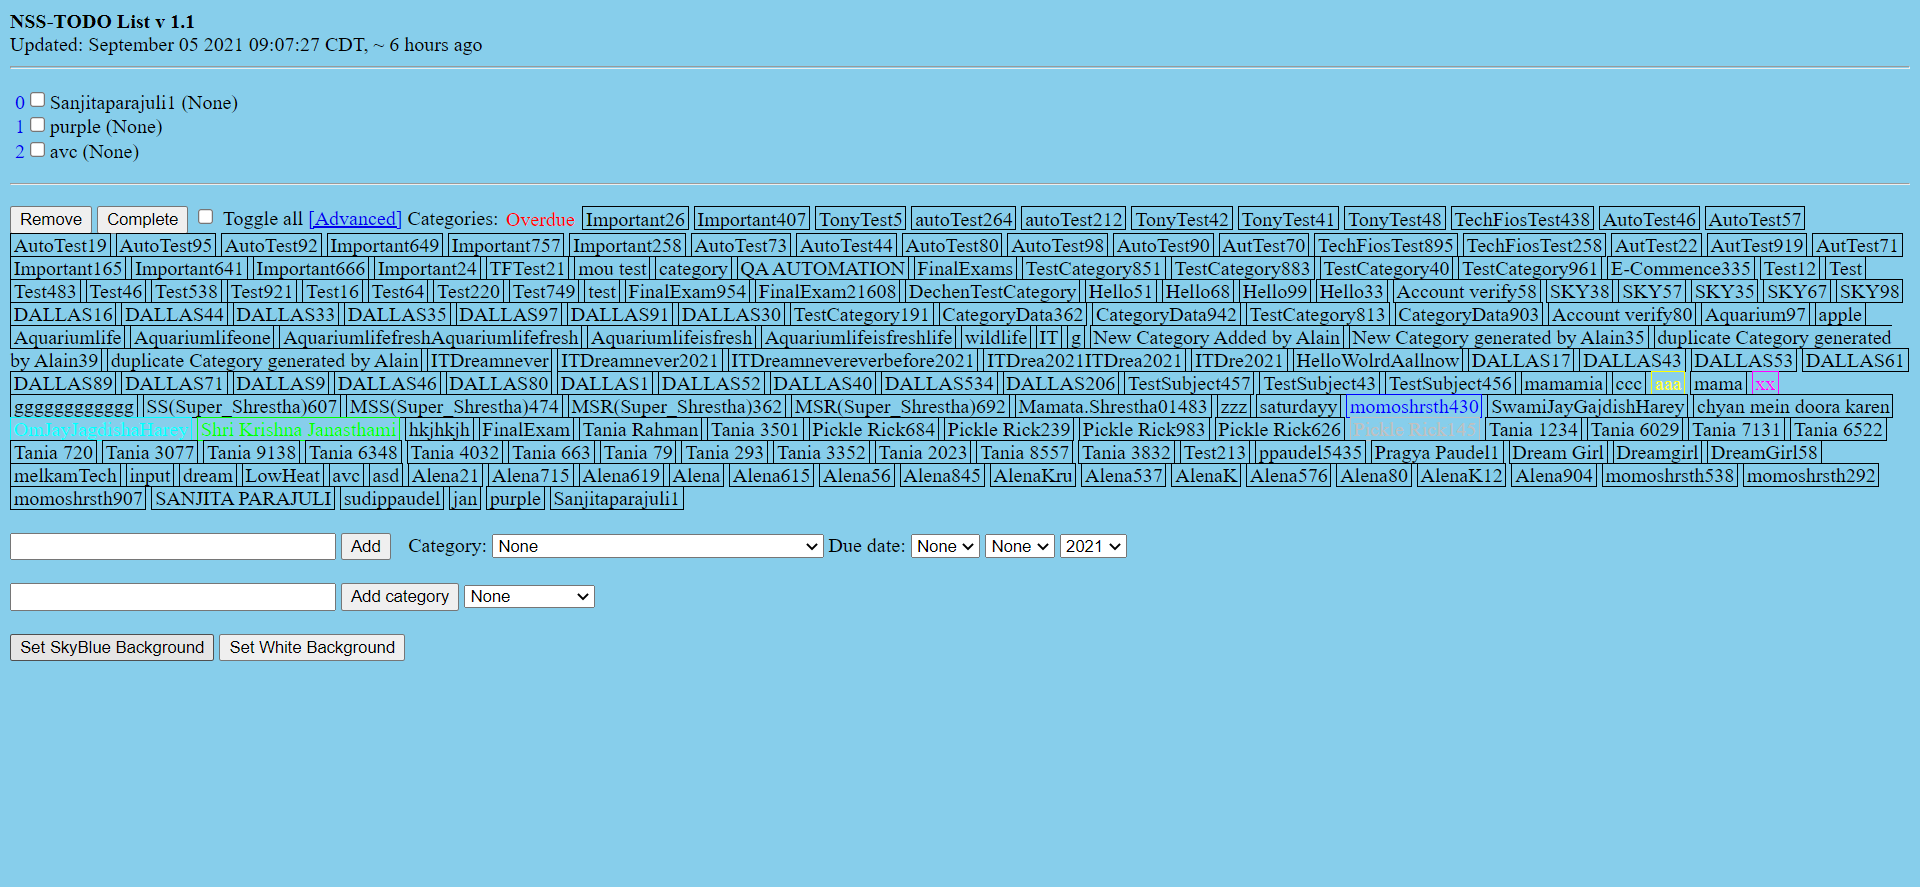 NSS-TODO List v 1.1
Updated: September 05 2021 09:07:27 CDT, ~ 6 hours ago
0 Sanjitaparajuli1 (None)
1 purple (None)
2 avc (None)
Remove Complete Toggle all [Advanced] Categories: Overdue Important26 Important407 TonyTest5 autoTest264 autoTest212 TonyTest42 TonyTest41 TonyTest48 TechFiosTest438 AutoTest46 AutoTest57
AutoTest19 AutoTest95 AutoTest92 Important649 Important757 Important258 AutoTest73 AutoTest44 AutoTest80 AutoTest98 AutoTest90 AutTest70 TechFiosTest895 TechFiosTest258 AutTest22 AutTest919 AutTest71
Important165 Important641 Important666 Important24 TFTest21 mou test category QA AUTOMATION FinalExams TestCategory851 TestCategory883 TestCategory40 TestCategory961 E-Commence335 Test12 Test
Test483 Test46 Test538 Test921 Test16 Test64 Test220 Test749 test FinalExam954 FinalExam21608 DechenTestCategory Hello51 Hello68 Hello99 Hello33 Account verify58 SKY38 SKY57 SKY35 SKY67 SKY98
DALLAS16 DALLAS44 DALLAS33 DALLAS35 DALLAS97 DALLAS91 DALLAS30 TestCategory191 CategoryData362 CategoryData942 TestCategory813 CategoryData903 Account verify80 Aquarium97 apple
Aquariumlife Aquariumlifeone AquariumlifefreshAquariumlifefresh Aquariumlifeisfresh Aquariumlifeisfreshlife wildlife IT g New Category Added by Alain New Category generated by Alain35 duplicate Category generated
by Alain39 duplicate Category generated by Alain ITDreamnever ITDreamnever2021 ITDreamnevereverbefore2021 ITDrea2021ITDrea2021 ITDre2021 HelloWolrdAallnow DALLAS17 DALLAS43 DALLAS53 DALLAS61
DALLAS89 DALLAS71 DALLAS9 DALLAS46 DALLAS80 DALLAS1 DALLAS52 DALLAS40 DALLAS534 DALLAS206 TestSubject457 TestSubject43 TestSubject456 mamamia ccc aaa mama xx
gggggggggggg SS(Super_Shrestha)607 MSS(Super_Shrestha)474 MSR(Super_Shrestha)362 MSR(Super_Shrestha)692 Mamata.Shrestha01483 zzz saturdayy momoshrsth430 SwamiJayGajdishHarey chyan mein doora karen
OmJayJagdishaHarey Shri Krishna Janasthami hkjhkjh FinalExam Tania Rahman Tania 3501 Pickle Rick684 Pickle Rick239 Pickle Rick983 Pickle Rick626 Tania 1234 Tania 6029 Tania 7131 Tania 6522
Tania 720 Tania 3077 Tania 9138 Tania 6348 Tania 4032 Tania 663 Tania 79 Tania 293 Tania 3352 Tania 2023 Tania 8557 Tania 3832 Test213 ppaudel5435 Pragya Paudel1 Dream Girl Dreamgirl DreamGirl58
melkamTech input dream LowHeat avc asd Alena21 Alena715 Alena619 Alena Alena615 Alena56 Alena845 AlenaKru Alena537 AlenaK Alena576 Alena80 AlenaK12 Alena904 momoshrsth538 momoshrsth292
momoshrsth907 SANJITA PARAJULI sudippaudel jan purple Sanjitaparajuli1
Add Category: None Due date: None None 2021
Add category None
Set SkyBlue Background Set White Background